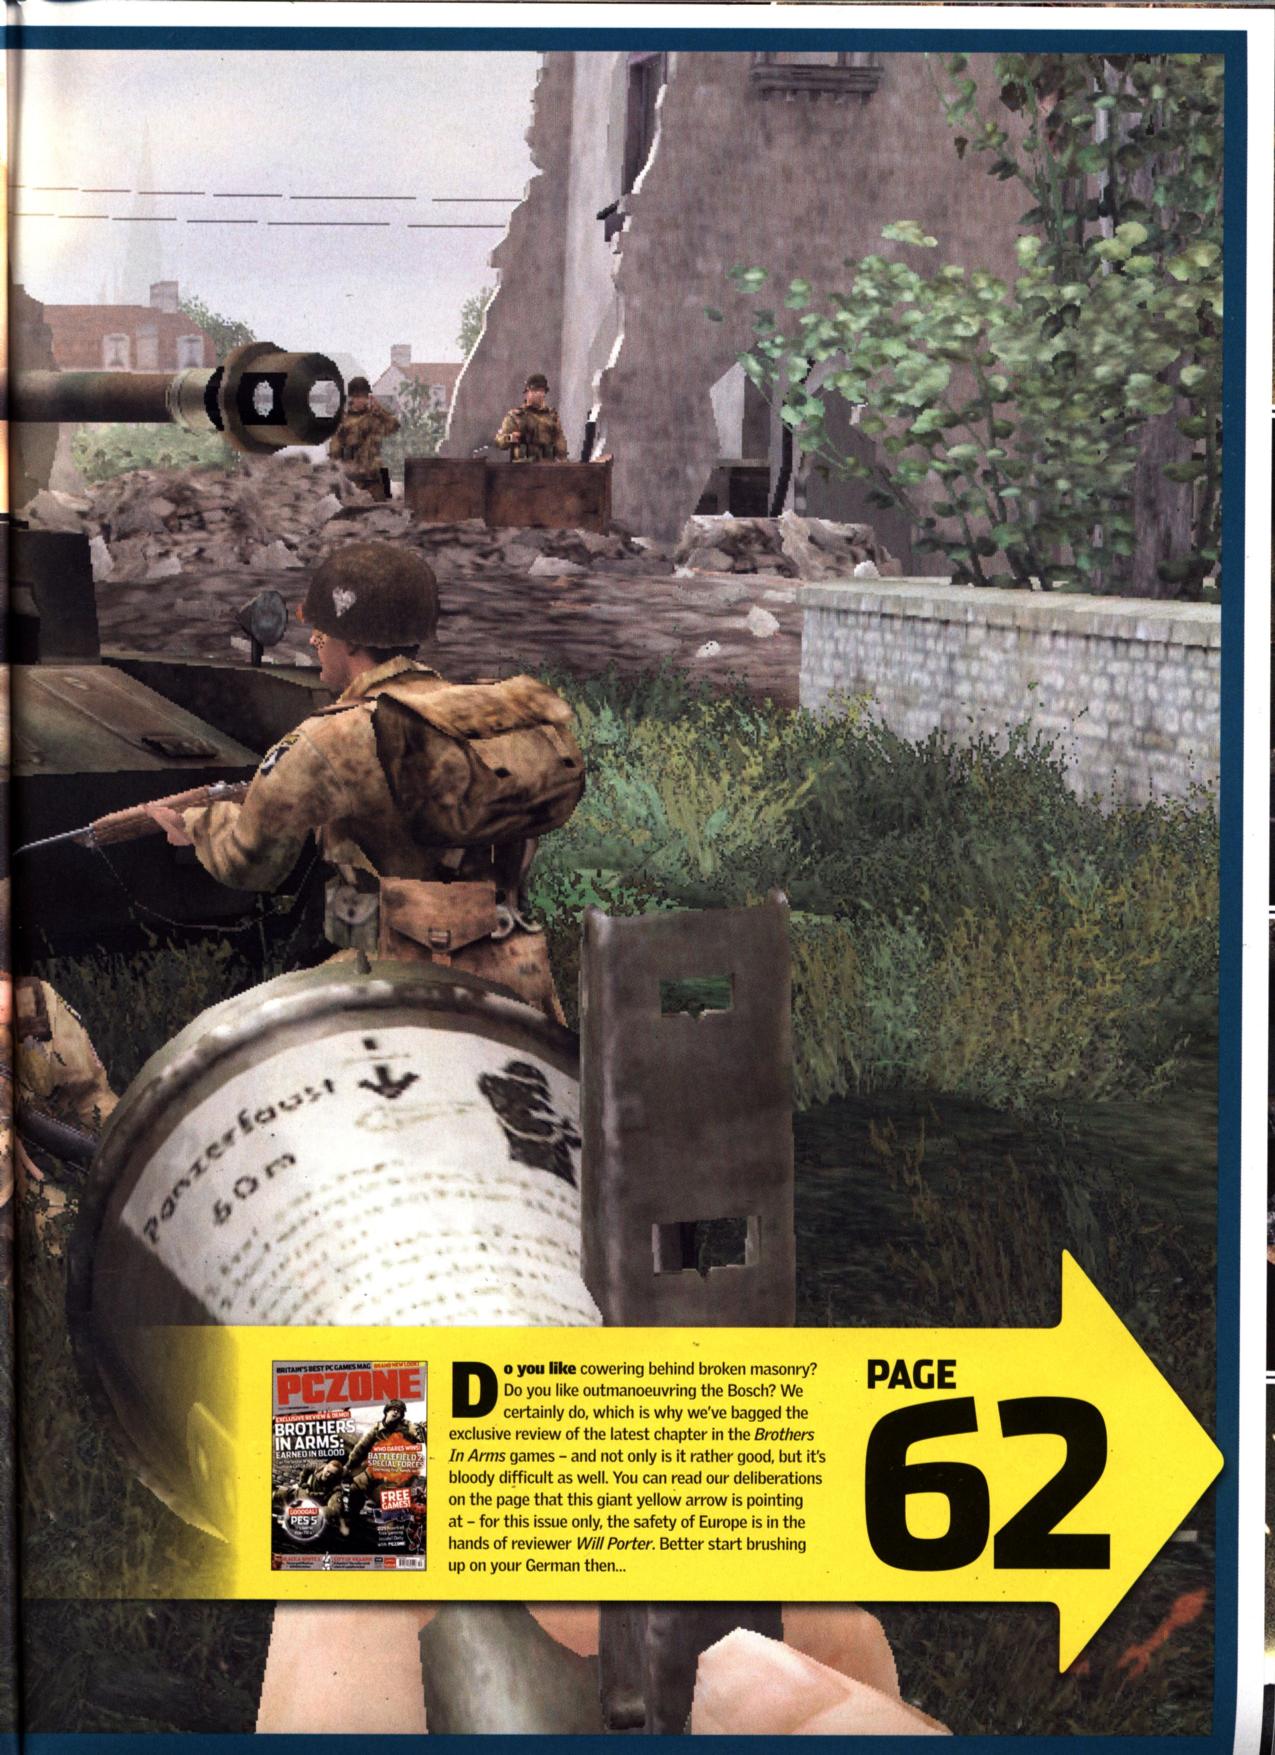 Panzerfaust
60m
BRITAIN'S BEST PC GAMES MAG
BRAND NEW LOOK!
PCZONE
EXCLUSIVE REVIEW & DEMO!
BROTHERS
IN ARMS:
EARNED IN BLOOD
WHO DARES WINS!
BATTLEFIELD 2
SPECIAL FORCES
FREE
GAMES!
GOOOOAL!
PES 5
Do you like cowering behind broken masonry?
Do you like outmanoeuvring the Bosch? We
certainly do, which is why we've bagged the
exclusive review of the latest chapter in the Brothers
In Arms games – and not only is it rather good, but it's
bloody difficult as well. You can read our deliberations
on the page that this giant yellow arrow is pointing
at – for this issue only, the safety of Europe is in the
hands of reviewer Will Porter. Better start brushing
up on your German then...
PAGE
62